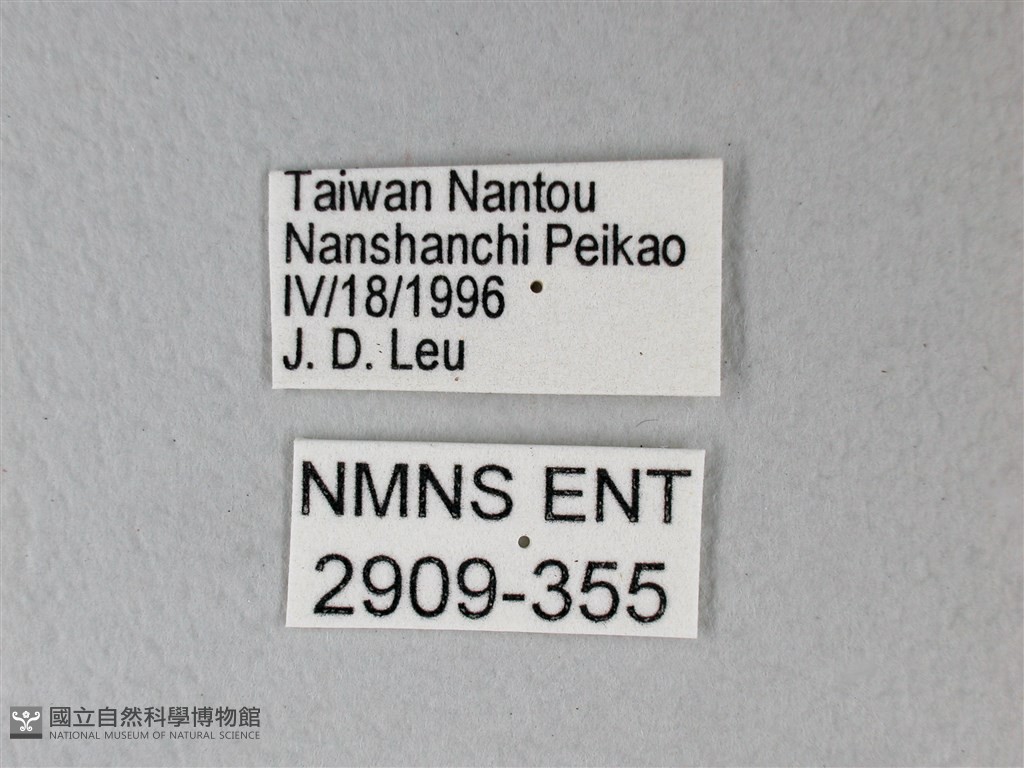 Taiwan Nantou
Nanshanchi Peikao
IV/18/1996
J. D. Leu
NMNS ENT
2909-355
國立自然科學博物館
NATIONAL MUSEUM OF NATURAL SCIENCE